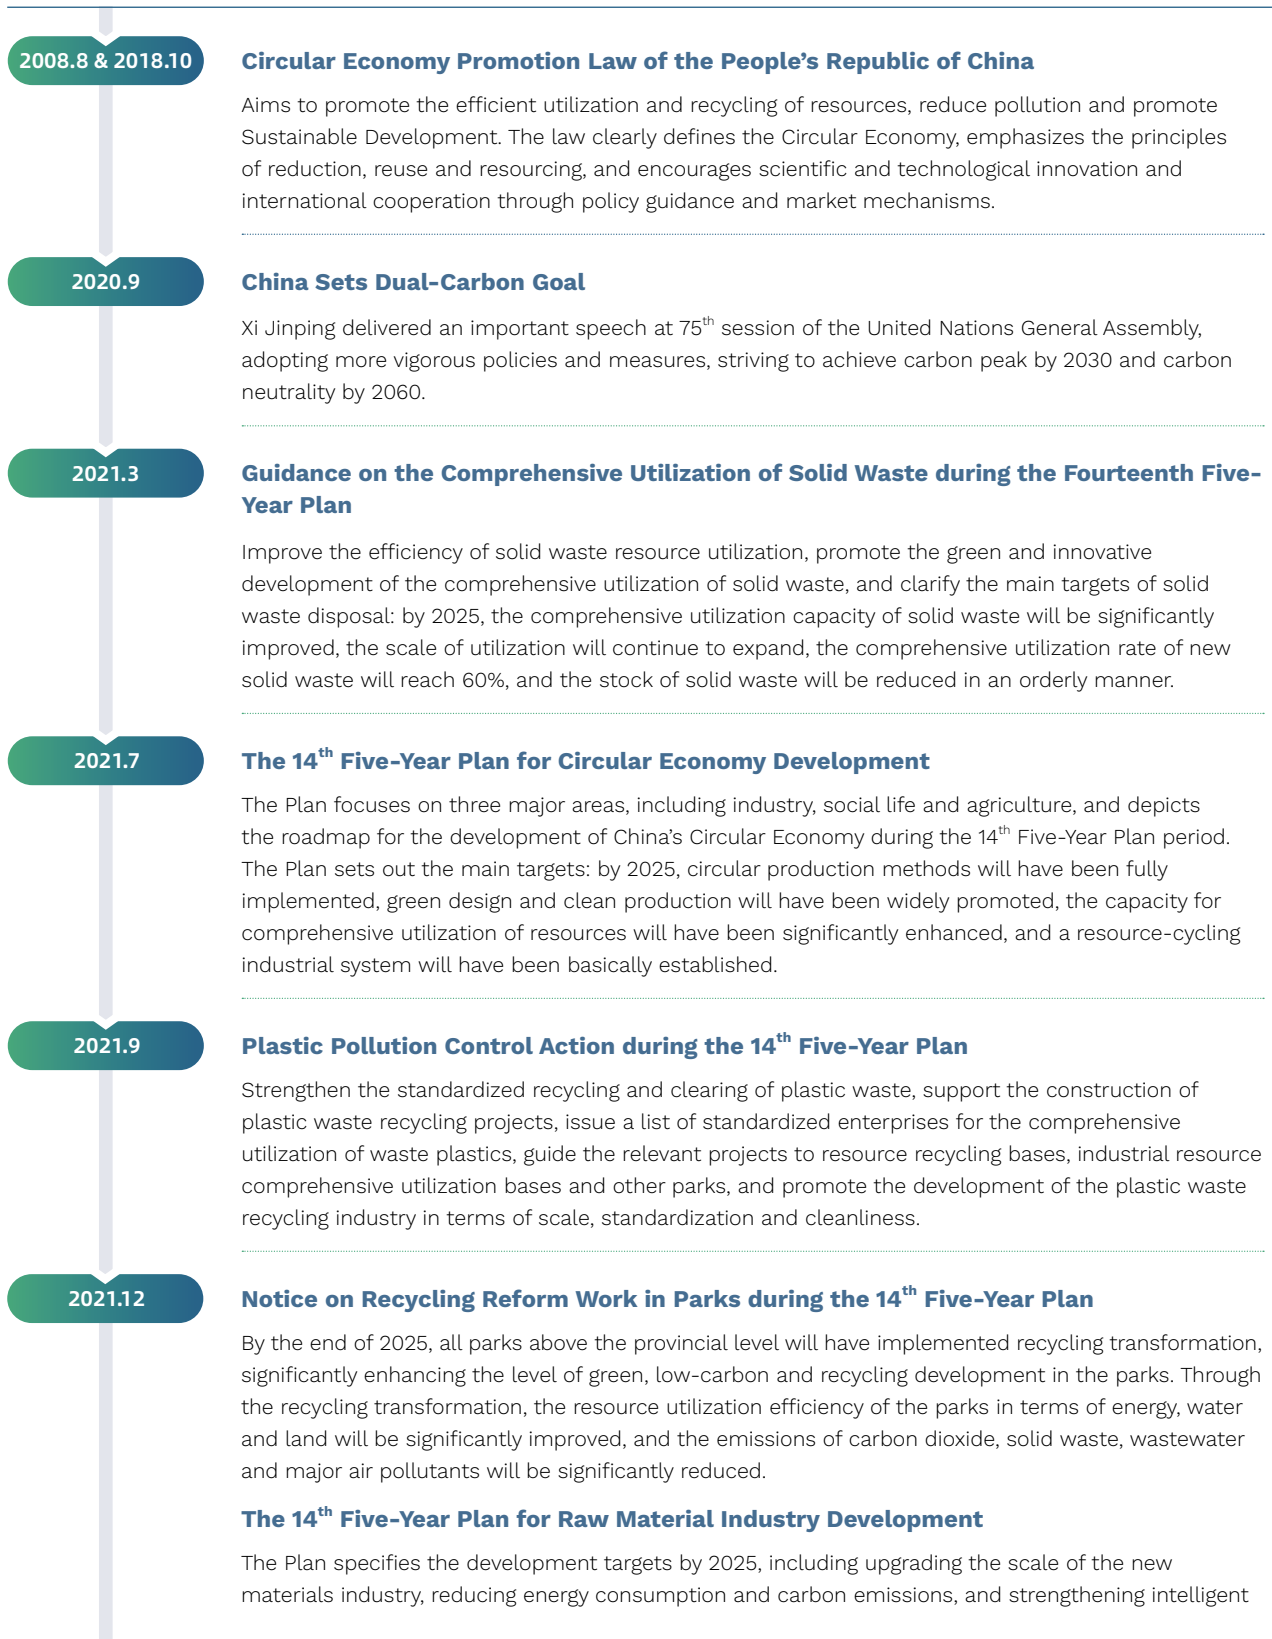 2008.8 & 2018.10
Circular Economy Promotion Law of the People's Republic of China
Aims to promote the efficient utilization and recycling of resources, reduce pollution and promote
Sustainable Development. The law clearly defines the Circular Economy, emphasizes the principles
of reduction, reuse and resourcing, and encourages scientific and technological innovation and
international cooperation through policy guidance and market mechanisms.
2020.9
China Sets Dual-Carbon Goal
Xi Jinping delivered an important speech at 75th session of the United Nations General Assembly,
adopting more vigorous policies and measures, striving to achieve carbon peak by 2030 and carbon
neutrality by 2060.
2021.3
Guidance on the Comprehensive Utilization of Solid Waste during the Fourteenth Five-
Year Plan
Improve the efficiency of solid waste resource utilization, promote the green and innovative
development of the comprehensive utilization of solid waste, and clarify the main targets of solid
waste disposal: by 2025, the comprehensive utilization capacity of solid waste will be significantly
improved, the scale of utilization will continue to expand, the comprehensive utilization rate of new
solid waste will reach 60%, and the stock of solid waste will be reduced in an orderly manner.
2021.7
The 14th Five-Year Plan for Circular Economy Development
The Plan focuses on three major areas, including industry, social life and agriculture, and depicts
the roadmap for the development of China's Circular Economy during the 14th Five-Year Plan period.
The Plan sets out the main targets: by 2025, circular production methods will have been fully
implemented, green design and clean production will have been widely promoted, the capacity for
comprehensive utilization of resources will have been significantly enhanced, and a resource-cycling
industrial system will have been basically established.
2021.9
Plastic Pollution Control Action during the 14th Five-Year Plan
Strengthen the standardized recycling and clearing of plastic waste, support the construction of
plastic waste recycling projects, issue a list of standardized enterprises for the comprehensive
utilization of waste plastics, guide the relevant projects to resource recycling bases, industrial resource
comprehensive utilization bases and other parks, and promote the development of the plastic waste
recycling industry in terms of scale, standardization and cleanliness.
2021.12
Notice on Recycling Reform Work in Parks during the 14th Five-Year Plan
By the end of 2025, all parks above the provincial level will have implemented recycling transformation,
significantly enhancing the level of green, low-carbon and recycling development in the parks. Through
the recycling transformation, the resource utilization efficiency of the parks in terms of energy, water
and land will be significantly improved, and the emissions of carbon dioxide, solid waste, wastewater
and major air pollutants will be significantly reduced.
The 14th Five-Year Plan for Raw Material Industry Development
The Plan specifies the development targets by 2025, including upgrading the scale of the new
materials industry, reducing energy consumption and carbon emissions, and strengthening intelligent